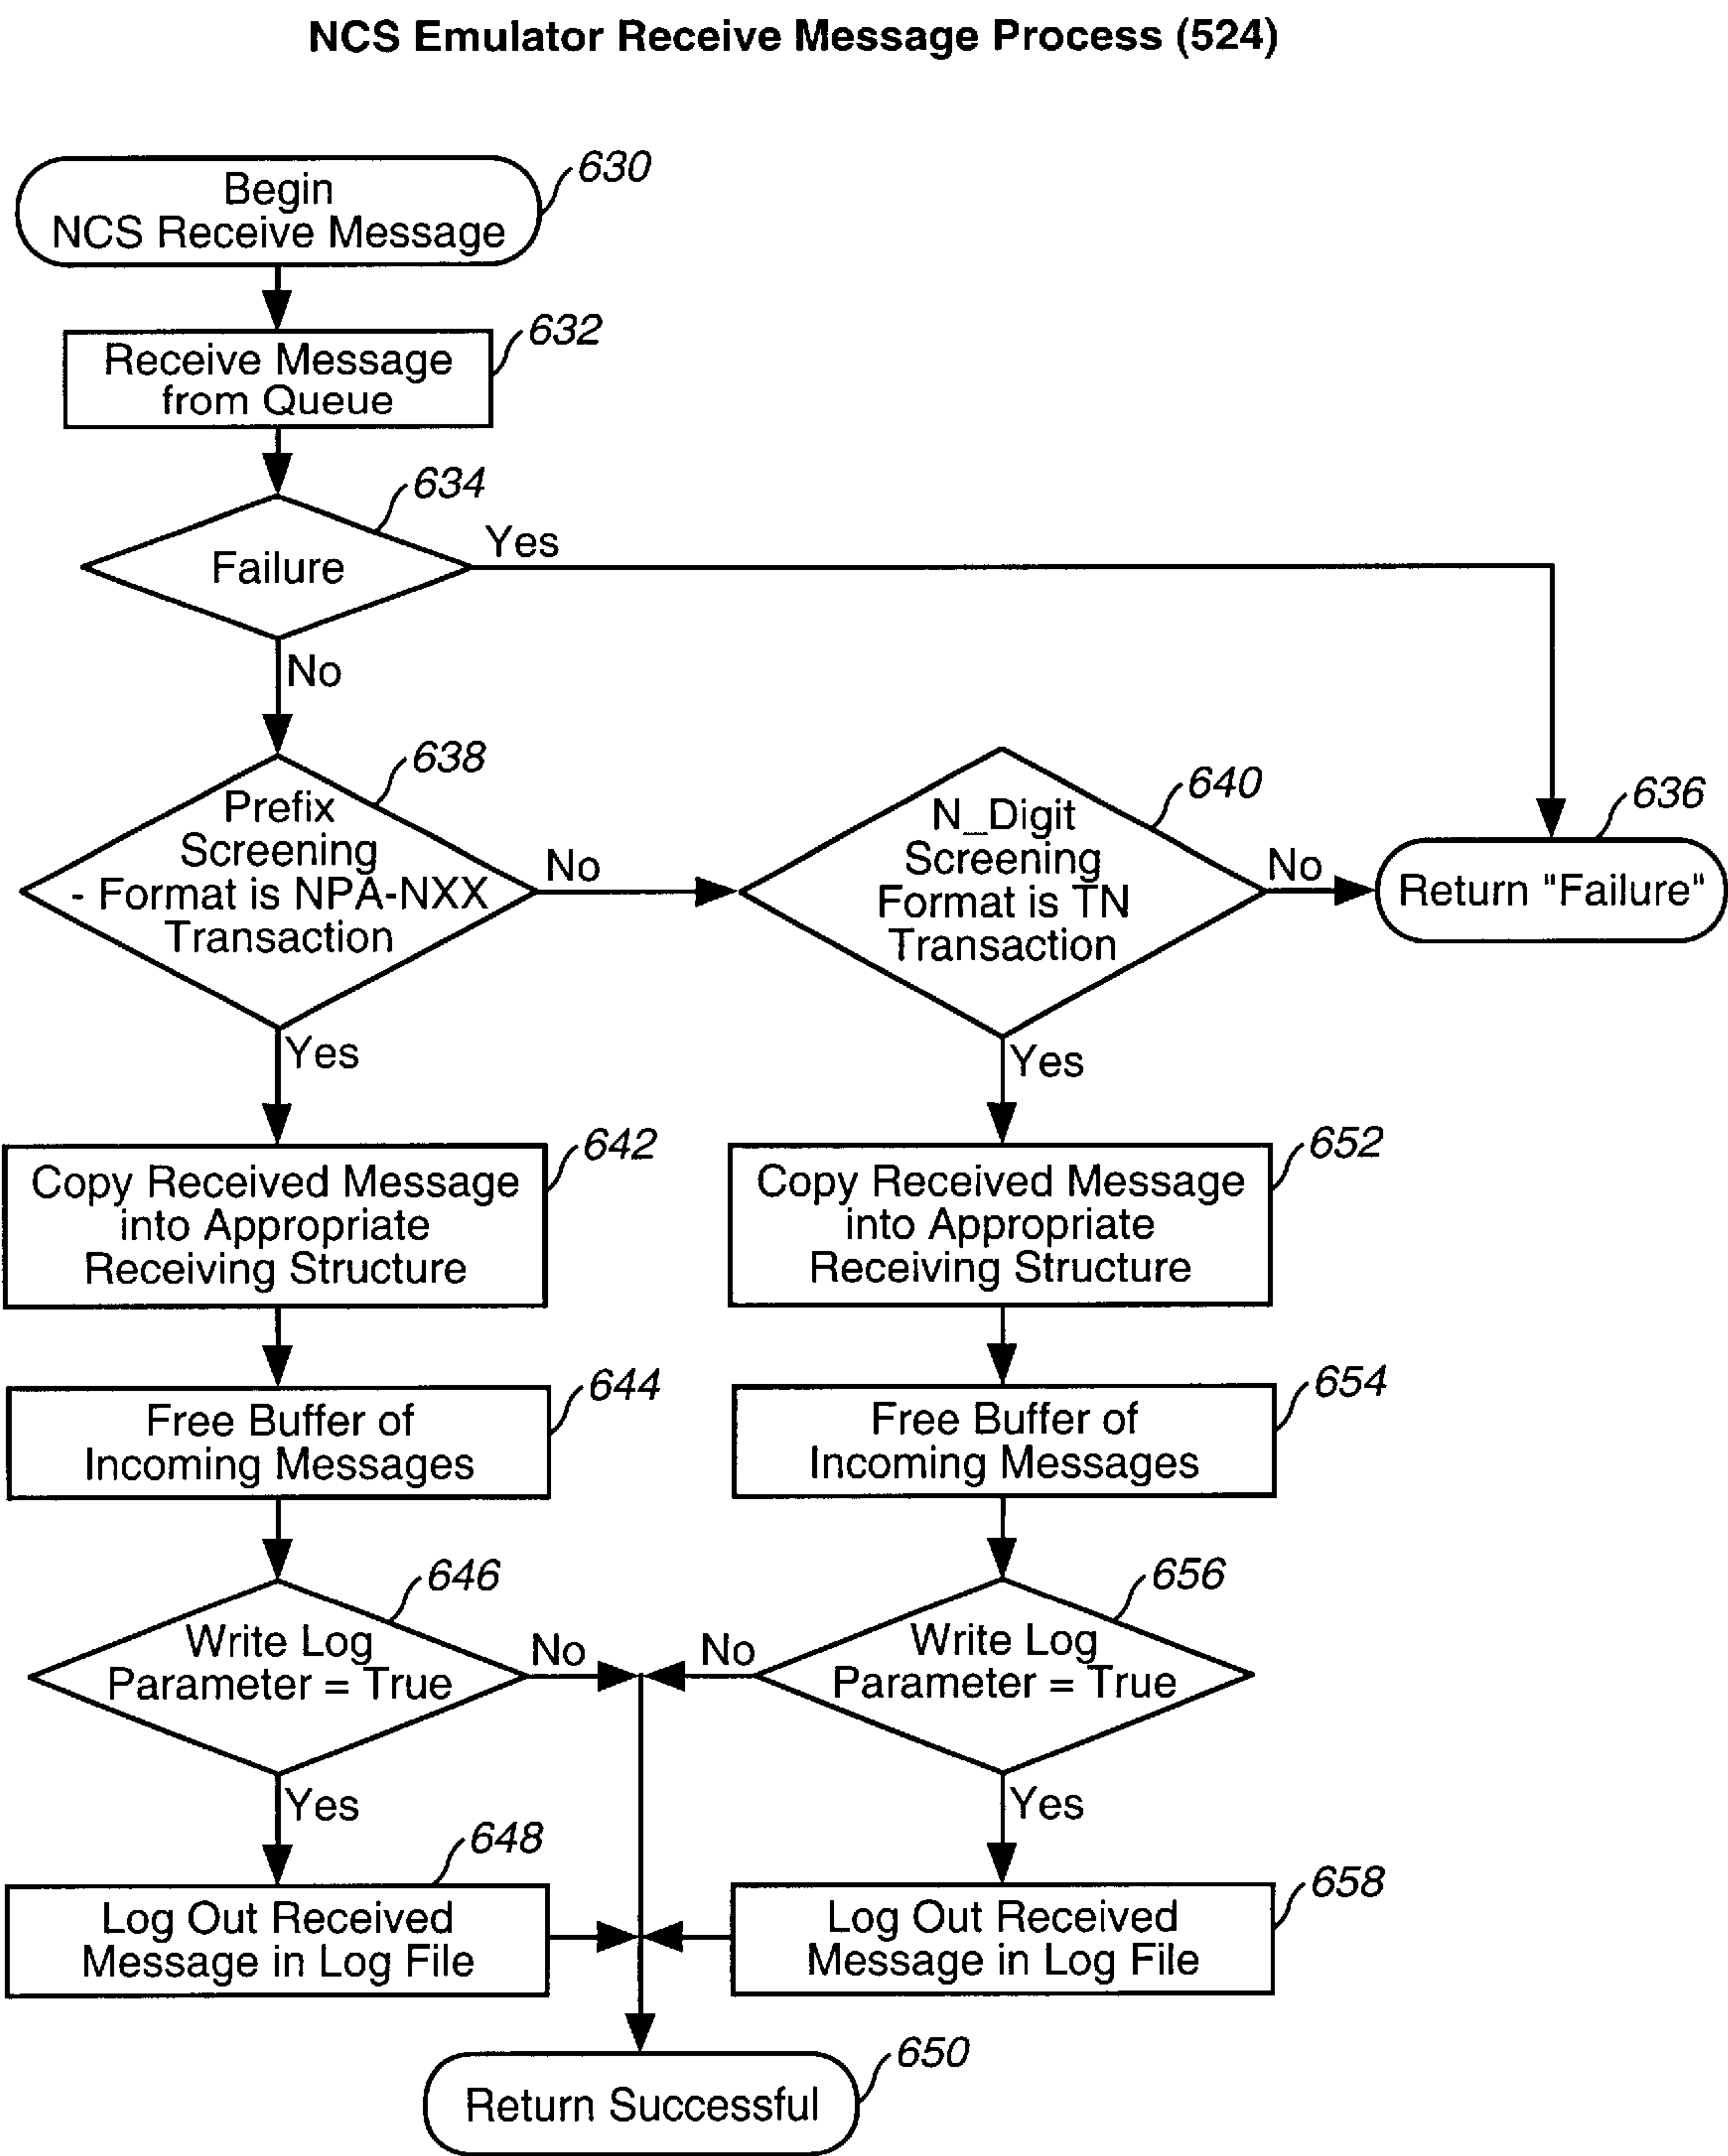 NCS Emulator Receive Message Process (524)
630
Begin
NCS Receive Message
632
Receive Message
from Queue
634
Failure
Yes
No
638
Prefix
Screening
- Format is NPA-NXX
Transaction
No
640
N_Digit
Screening
Format is TN
Transaction
No
636
Return "Failure"
Yes
Yes
642
Copy Received Message
into Appropriate
Receiving Structure
652
Copy Received Message
into Appropriate
Receiving Structure
644
Free Buffer of
Incoming Messages
654
Free Buffer of
Incoming Messages
646
Write Log
Parameter = True
No
No
656
Write Log
Parameter = True
Yes
Yes
648
Log Out Received
Message in Log File
658
Log Out Received
Message in Log File
650
Return Successful